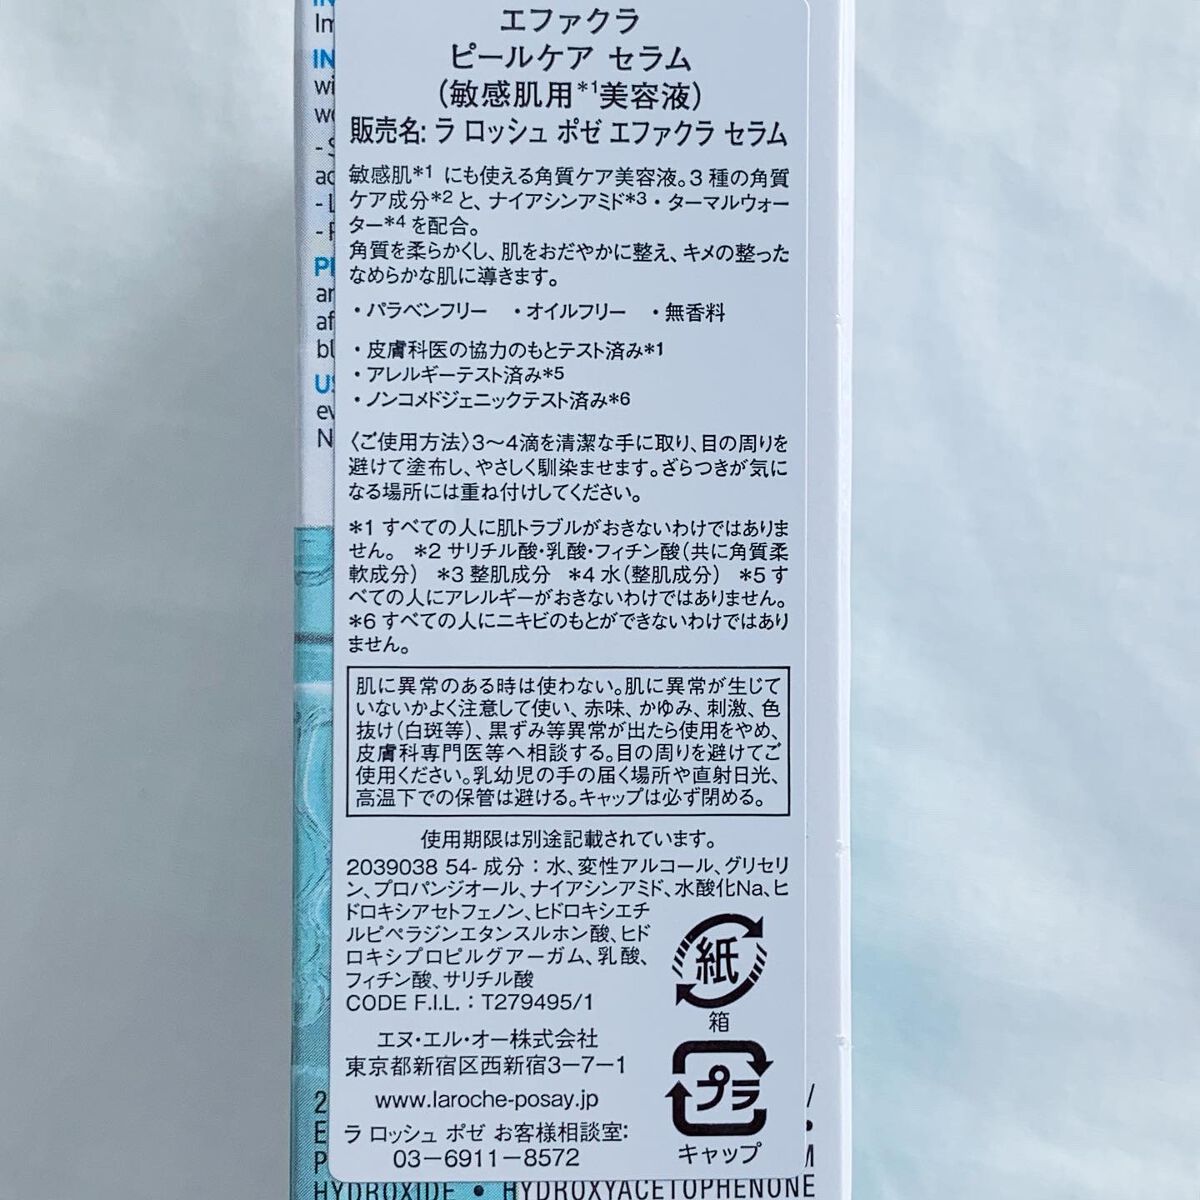 エファクラ
ピールケア セラム
(敏感肌用*1美容液)
販売名: ラ ロッシュ ポゼ エファクラ セラム
敏感肌*1 にも使える角質ケア美容液。3 種の角質
ケア成分*2 と、ナイアシンアミド*3・ターマルウォー
ター*4 を配合。
角質を柔らかくし、肌をおだやかに整え、キメの整った
なめらかな肌に導きます。
・パラベンフリー ・オイルフリー ・無香料
・皮膚科医の協力のもとテスト済み*1
・アレルギーテスト済み*5
・ノンコメドジェニックテスト済み*6
〈ご使用方法〉3〜4滴を清潔な手に取り、目の周りを
避けて塗布し、やさしく馴染ませます。ざらつきが気に
なる場所には重ね付けしてください。
*1 すべての人に肌トラブルがおきないわけではありま
せん。 *2 サリチル酸・乳酸・フィチン酸(共に角質柔
軟成分) *3 整肌成分 *4 水(整肌成分) *5 す
べての人にアレルギーがおきないわけではありません。
*6 すべての人にニキビのもとができないわけではあり
ません。
肌に異常のある時は使わない。肌に異常が生じて
いないかよく注意して使い、赤味、かゆみ、刺激、色
抜け(白斑等)、黒ずみ等異常が出たら使用をやめ、
皮膚科専門医等へ相談する。目の周りを避けてご
使用ください。乳幼児の手の届く場所や直射日光、
高温下での保管は避ける。キャップは必ず閉める。
使用期限は別途記載されています。
2039038 54- 成分 : 水、変性アルコール、グリセリ
ン、プロパンジオール、ナイアシンアミド、水酸化Na、ヒ
ドロキシアセトフェノン、ヒドロキシエチ
ルピペラジンエタンスルホン酸、ヒド
ロキシプロピルグアーガム、乳酸、
フィチン酸、サリチル酸
CODE F.I.L. : T279495/1
紙
箱
エヌ・エル・オー株式会社
東京都新宿区西新宿3−7−1
www.laroche-posay.jp
ラ ロッシュ ポゼ お客様相談室:
03−6911−8572
プラ
キャップ
HYDROXIDE • HYDROXYACETOPHENONE